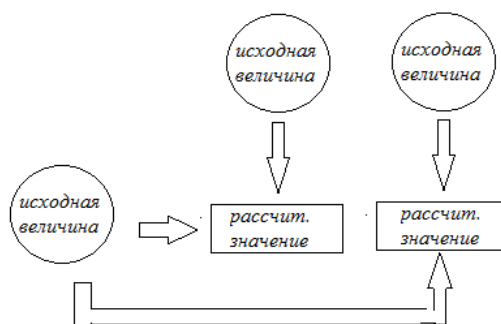 исходная
величина
исходная
величина
исходная
величина
рассчит.
значение
рассчит.
значение